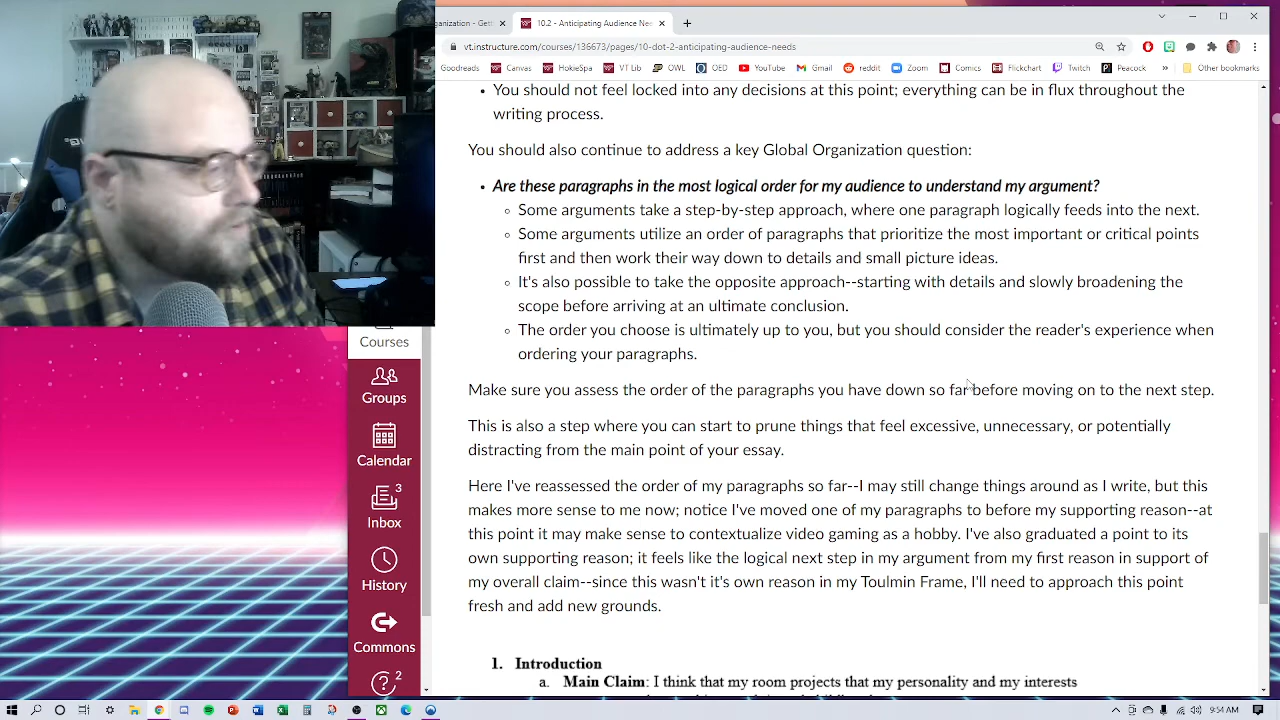 anization - Gett
10.2 - Anticipating Audience Nee
vt.instructure.com/courses/136673/pages/
2-anticipating-audience-needs
Goodreads Canvas HokieSpa VT Lib OWL OED YouTube Gmail reddit Zoom Comics Flickchart Twitch Peacock » Other bookmarks
You should not feel locked into any decisions at this point; everything can be in flux throughout the
writing process.
You should also continue to address a key Global Organization question:
Are these paragraphs in the most logical order for my audience to understand my argument?
Some arguments take a step-by-step approach, where one paragraph logically feeds into the next.
Some arguments utilize an order of paragraphs that prioritize the most important or critical points
first and then work their way down to details and small picture ideas.
It's also possible to take the opposite approach--starting with details and slowly broadening the
scope before arriving at an ultimate conclusion.
The order you choose is ultimately up to you, but you should consider the reader's experience when
ordering your paragraphs.
Make sure you assess the order of the paragraphs you have down so far before moving on to the next step.
This is also a step where you can start to prune things that feel excessive, unnecessary, or potentially
distracting from the main point of your essay.
Here I've reassessed the order of my paragraphs so far--I may still change things around as I write, but this
makes more sense to me now; notice I've moved one of my paragraphs to before my supporting reason--at
this point it may make sense to contextualize video gaming as a hobby. I've also graduated a point to its
own supporting reason; it feels like the logical next step in my argument from my first reason in support of
my overall claim--since this wasn't it's own reason in my Toulmin Frame, I'll need to approach this point
fresh and add new grounds.
1. Introduction
a. Main Claim: I think that my room projects that my personality and my interests
Courses
Groups
Calendar
3
Inbox
History
Commons
2
9:54 AM